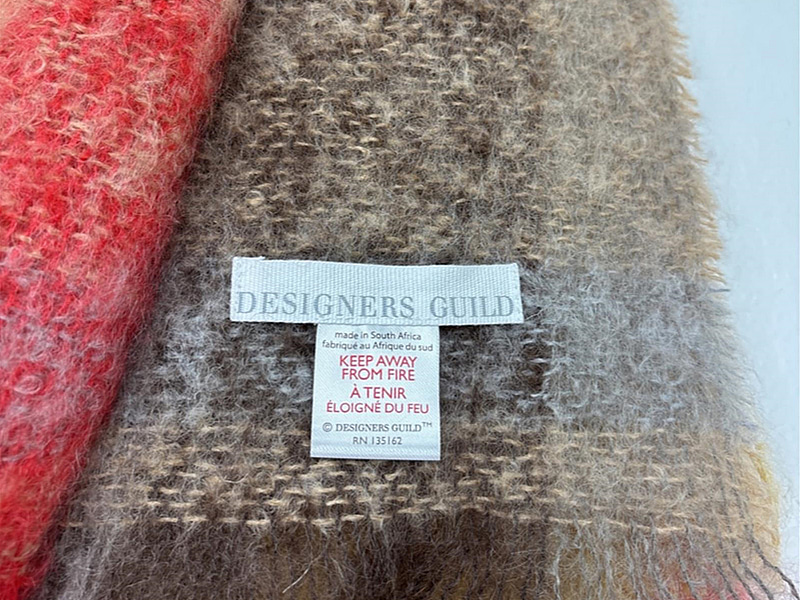 DESIGNERS GUILD
made in South Africa
fabriqué au Afrique du sud
KEEP AWAY
FROM FIRE
À TENIR
ÉLOIGNÉ DU FEU
© DESIGNERS GUILD™
RN 135162